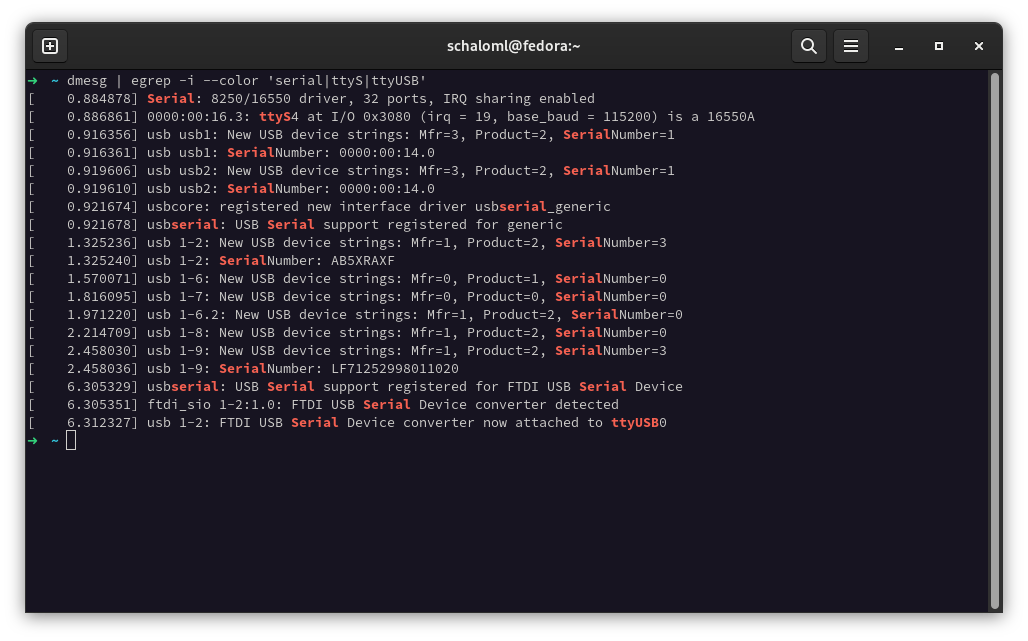 schaloml@fedora:~
➜  ~ dmesg | egrep -i --color 'serial|ttyS|ttyUSB'
[    0.884878] Serial: 8250/16550 driver, 32 ports, IRQ sharing enabled
[    0.886861] 0000:00:16.3: ttyS4 at I/O 0x3080 (irq = 19, base_baud = 115200) is a 16550A
[    0.916356] usb usb1: New USB device strings: Mfr=3, Product=2, SerialNumber=1
[    0.916361] usb usb1: SerialNumber: 0000:00:14.0
[    0.919606] usb usb2: New USB device strings: Mfr=3, Product=2, SerialNumber=1
[    0.919610] usb usb2: SerialNumber: 0000:00:14.0
[    0.921674] usbcore: registered new interface driver usbserial_generic
[    0.921678] usbserial: USB Serial support registered for generic
[    1.325236] usb 1-2: New USB device strings: Mfr=1, Product=2, SerialNumber=3
[    1.325240] usb 1-2: SerialNumber: AB5XRAXF
[    1.570071] usb 1-6: New USB device strings: Mfr=0, Product=1, SerialNumber=0
[    1.816095] usb 1-7: New USB device strings: Mfr=0, Product=0, SerialNumber=0
[    1.971220] usb 1-6.2: New USB device strings: Mfr=1, Product=2, SerialNumber=0
[    2.214709] usb 1-8: New USB device strings: Mfr=1, Product=2, SerialNumber=0
[    2.458030] usb 1-9: New USB device strings: Mfr=1, Product=2, SerialNumber=3
[    2.458036] usb 1-9: SerialNumber: LF71252998011020
[    6.305329] usbserial: USB Serial support registered for FTDI USB Serial Device
[    6.305351] ftdi_sio 1-2:1.0: FTDI USB Serial Device converter detected
[    6.312327] usb 1-2: FTDI USB Serial Device converter now attached to ttyUSB0
➜  ~